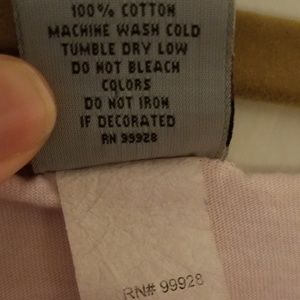 100% COTTON
MACHINE WASH COLD
TUMBLE DRY LOW
DO NOT BLEACH
COLORS
DO NOT IRON
IF DECORATED
RN 99928
RN# 99928